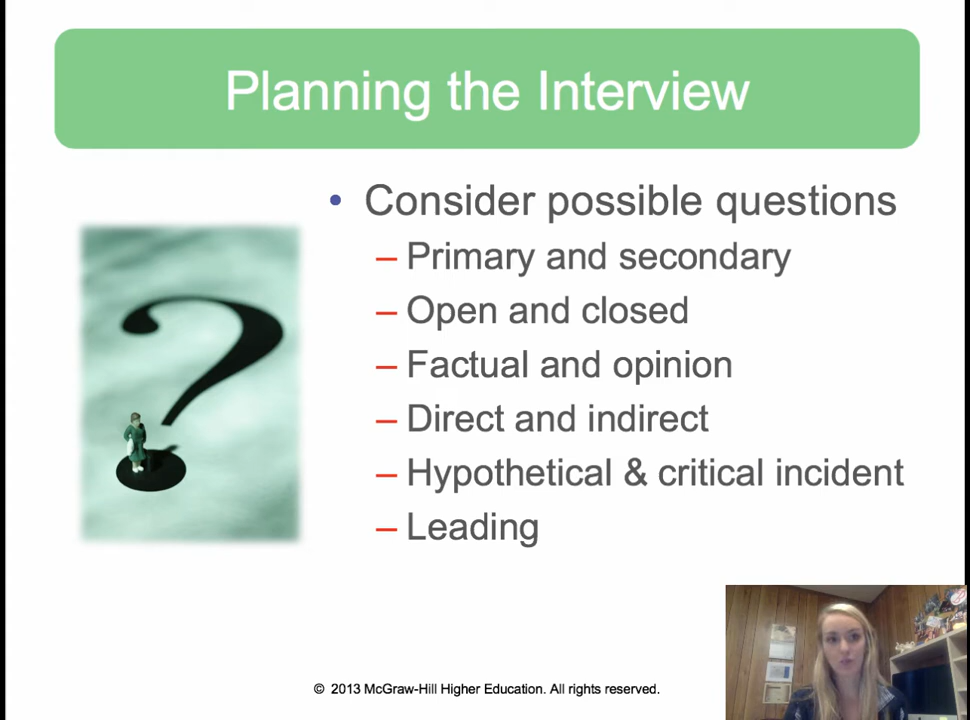 Planning the Interview
• Consider possible questions
– Primary and secondary
– Open and closed
– Factual and opinion
– Direct and indirect
– Hypothetical & critical incident
– Leading
© 2013 McGraw-Hill Higher Education. All rights reserved.